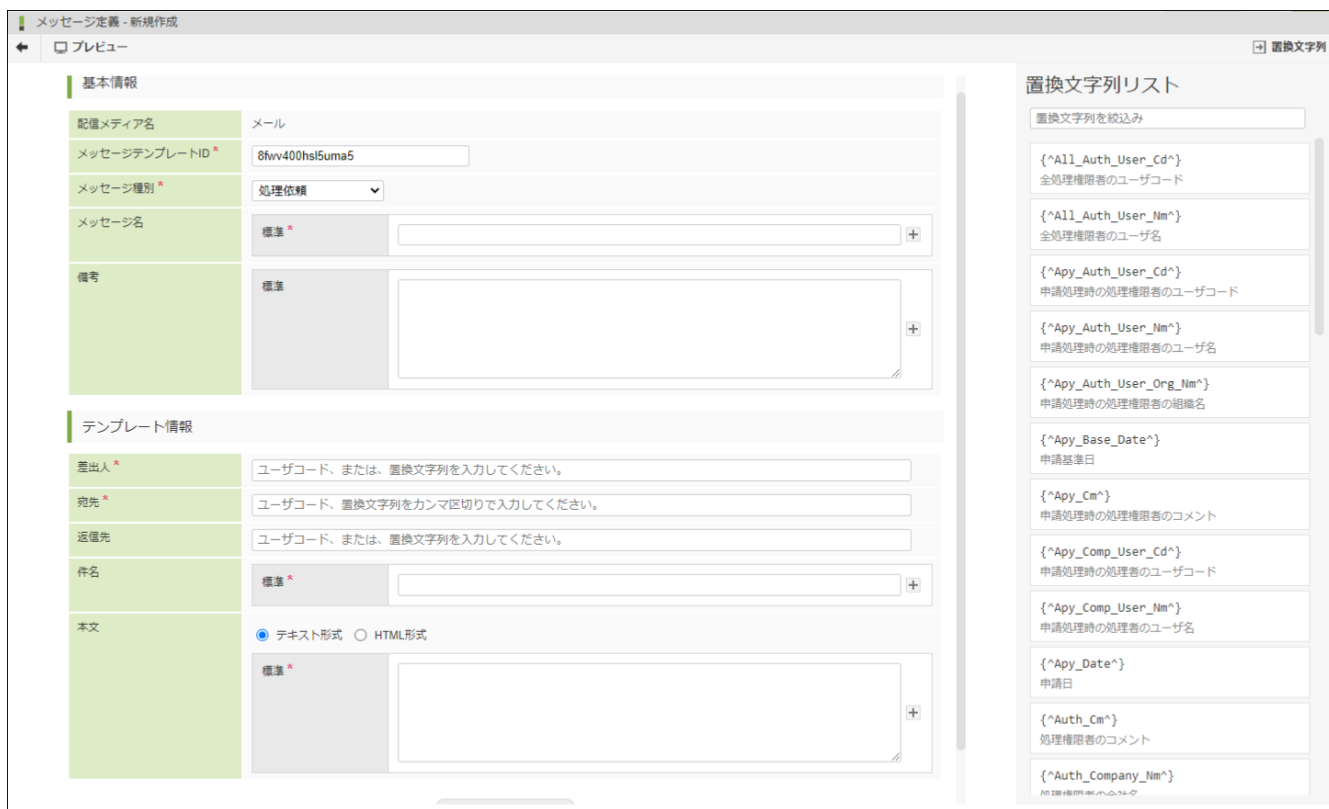 メッセージ定義 - 新規作成
プレビュー
置換文字列
基本情報
配信メディア名
メール
メッセージテンプレートID*
8fwv400hsl5uma5
メッセージ種別*
処理依頼
メッセージ名
標準*
備考
標準
テンプレート情報
差出人*
ユーザコード、または、置換文字列を入力してください。
宛先*
ユーザコード、置換文字列をカンマ区切りで入力してください。
返信先
ユーザコード、または、置換文字列を入力してください。
件名
標準*
本文
テキスト形式 HTML形式
標準*
置換文字列リスト
置換文字列を絞込み
{^All_Auth_User_Cd^}
全処理権限者のユーザコード
{^All_Auth_User_Nm^}
全処理権限者のユーザ名
{^Apy_Auth_User_Cd^}
申請処理時の処理権限者のユーザコード
{^Apy_Auth_User_Nm^}
申請処理時の処理権限者のユーザ名
{^Apy_Auth_User_Org_Nm^}
申請処理時の処理権限者の組織名
{^Apy_Base_Date^}
申請基準日
{^Apy_Cm^}
申請処理時の処理権限者のコメント
{^Apy_Comp_User_Cd^}
申請処理時の処理者のユーザコード
{^Apy_Comp_User_Nm^}
申請処理時の処理者のユーザ名
{^Apy_Date^}
申請日
{^Auth_Cm^}
処理権限者のコメント
{^Auth_Company_Nm^}
処理権限者の会社名